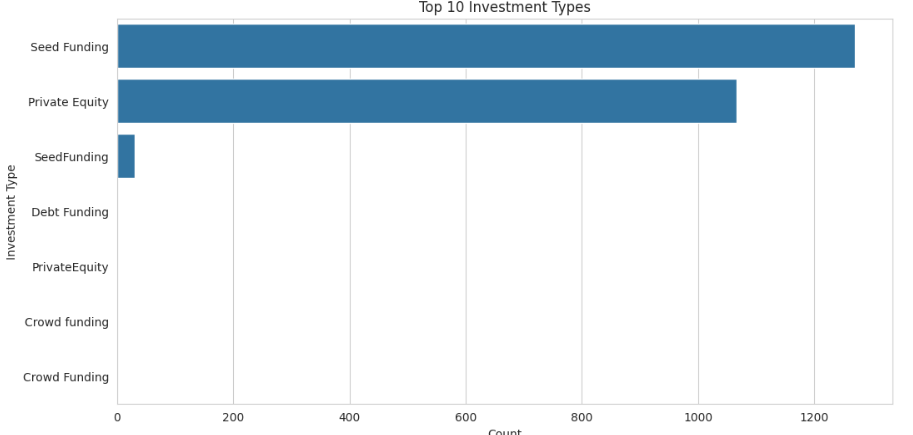 Top 10 Investment Types
Investment Type
Seed Funding
Private Equity
SeedFunding
Debt Funding
PrivateEquity
Crowd funding
Crowd Funding
0 200 400 600 800 1000 1200
Count